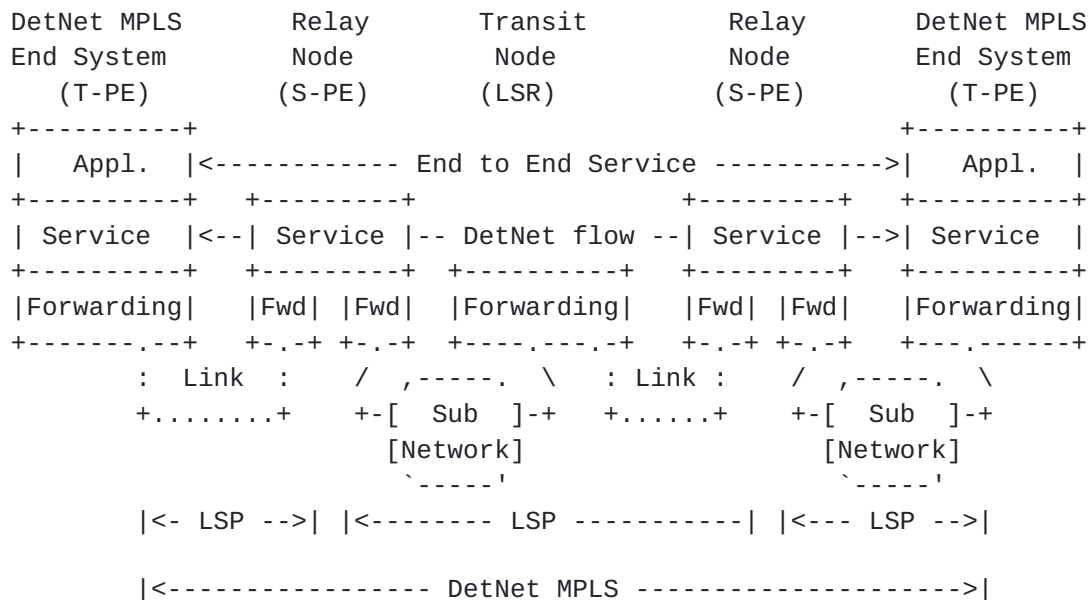 DetNet MPLS       Relay       Transit         Relay       DetNet MPLS
End System        Node         Node           Node        End System
   (T-PE)        (S-PE)       (LSR)          (S-PE)         (T-PE)
+----------+                                             +----------+
|   Appl.  |<------------ End to End Service ----------->|   Appl.  |
+----------+   +---------+                 +---------+   +----------+
| Service  |<--| Service |-- DetNet flow --| Service |-->| Service  |
+----------+   +---------+  +----------+   +---------+   +----------+
|Forwarding|   |Fwd| |Fwd|  |Forwarding|   |Fwd| |Fwd|   |Forwarding|
+-------.--+   +-.-+ +-.-+  +----.---.-+   +-.-+ +-.-+   +---.------+
        :  Link  :    /  ,-----.  \   : Link :    /  ,-----.  \
        +........+    +-[  Sub  ]-+   +......+    +-[  Sub  ]-+
                        [Network]                   [Network]
                         `-----'                     `-----'
        |<- LSP -->| |<-------- LSP -----------| |<--- LSP -->|

        |<----------------- DetNet MPLS --------------------->|